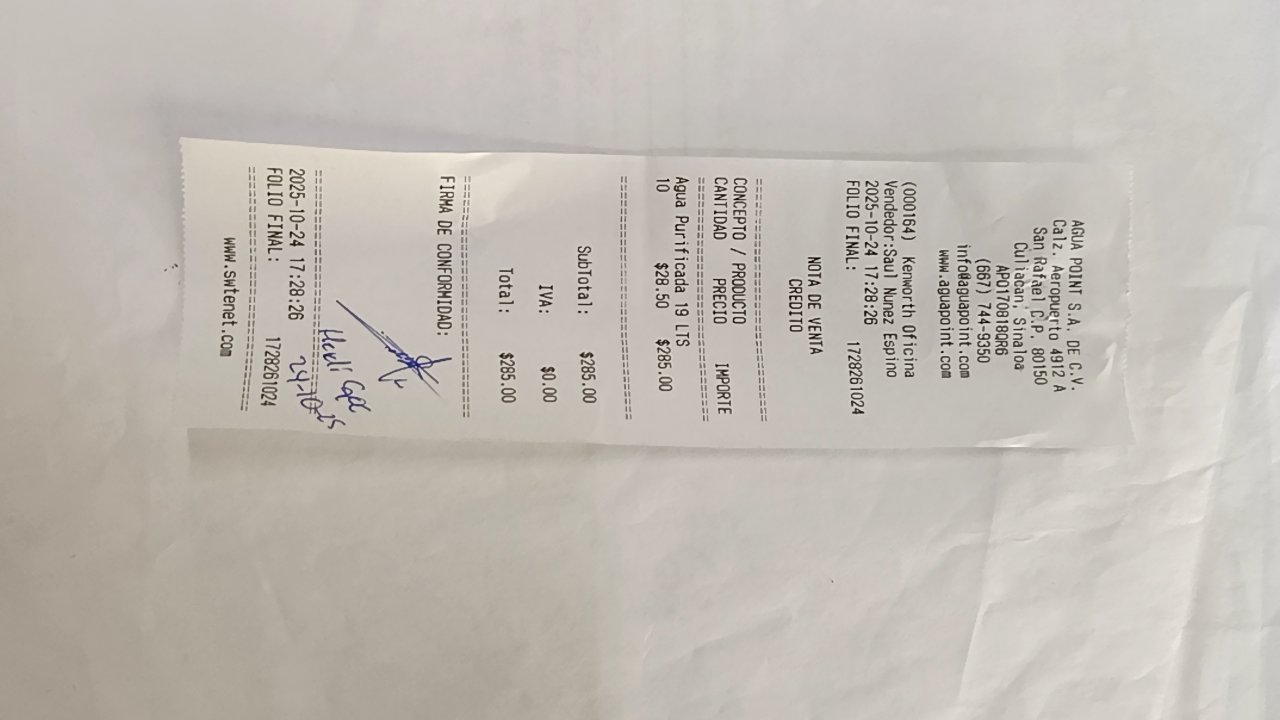 AGUA POINT S.A. DE C.V.
Calz. Aeropuerto 4912 A
San Rafael C.P. 80150
Culiacan, Sinaloa
APO170818QR6
(667) 744-9350
info@aguapoint.com
www.aguapoint.com
(000164) Kenworth Oficina
Vendedor:Saul Nunez Espino
2025-10-24 17:28:26
FOLIO FINAL: 1728261024
NOTA DE VENTA
CREDITO
CONCEPTO / PRODUCTO
CANTIDAD PRECIO IMPORTE
Agua Purificada 19 LTS
10 $28.50 $285.00
SubTotal: $285.00
IVA: $0.00
Total: $285.00
FIRMA DE CONFORMIDAD:
24-10-25
2025-10-24 17:28:26
FOLIO FINAL: 1728261024
www.swtenet.com